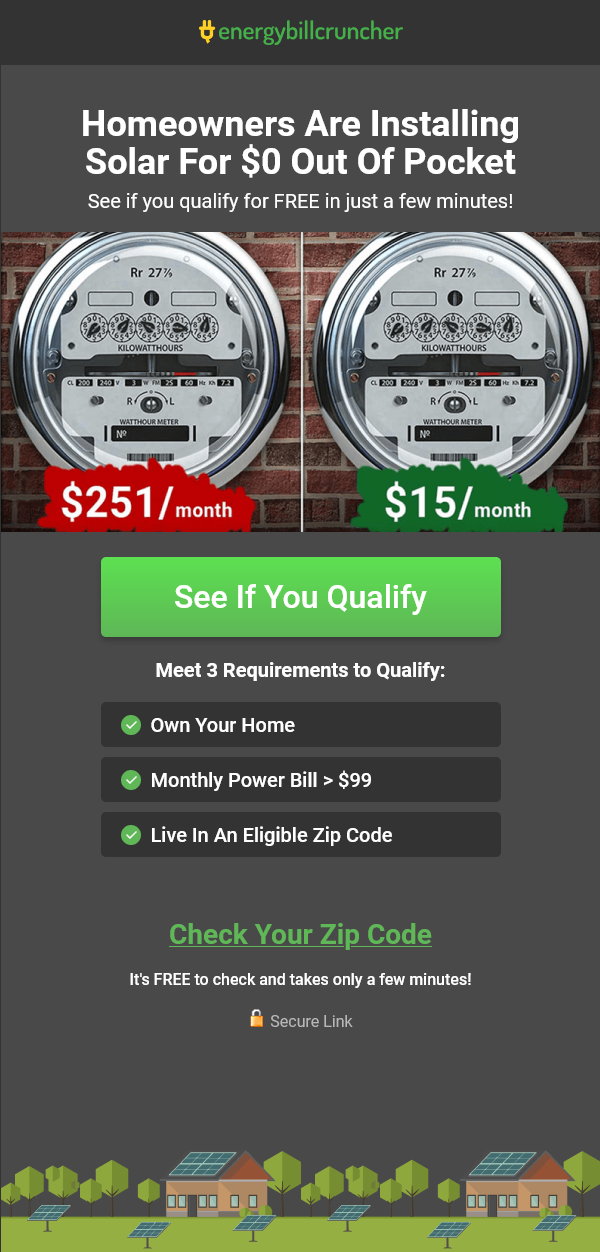 energybillcruncher
Homeowners Are Installing
Solar For $0 Out Of Pocket
See if you qualify for FREE in just a few minutes!
Rr 27⅞
Rr 27⅞
KILOWATTHOURS
KILOWATTHOURS
CL 200 240 V 3 W FM 2S 60 Hz Kh 7.2
CL 200 240 V 3 W FM 2S 60 Hz Kh 7.2
R L
R L
WATTHOUR METER
WATTHOUR METER
Nº
Nº
$251/month
$15/month
See If You Qualify
Meet 3 Requirements to Qualify:
Own Your Home
Monthly Power Bill > $99
Live In An Eligible Zip Code
Check Your Zip Code
It's FREE to check and takes only a few minutes!
Secure Link